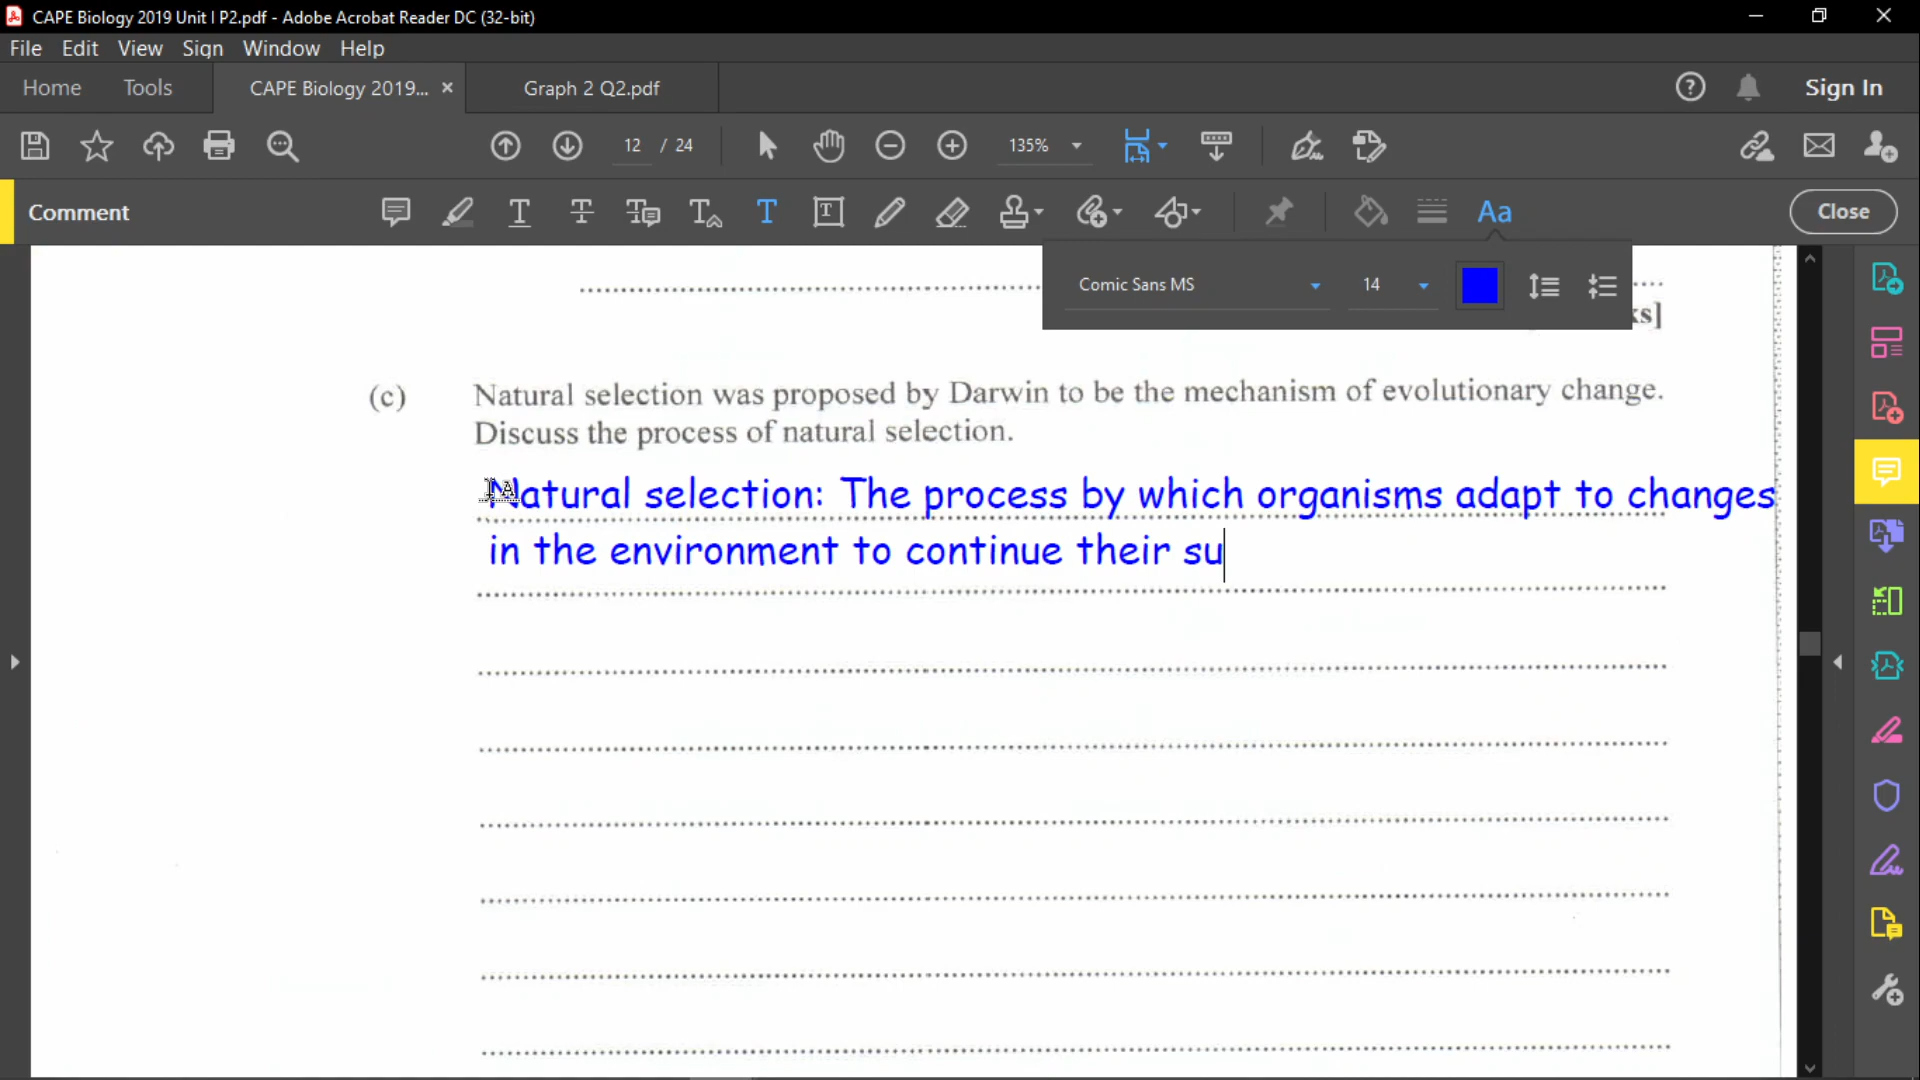 CAPE Biology 2019 Unit I P2.pdf - Adobe Acrobat Reader DC (32-bit)
File Edit View Sign Window Help
Home Tools CAPE Biology 2019... × Graph 2 Q2.pdf Sign In
12 / 24 135%
Comment Aa Close
Comic Sans MS 14
ks]
(c) Natural selection was proposed by Darwin to be the mechanism of evolutionary change.
Discuss the process of natural selection.
Natural selection: The process by which organisms adapt to changes
in the environment to continue their su